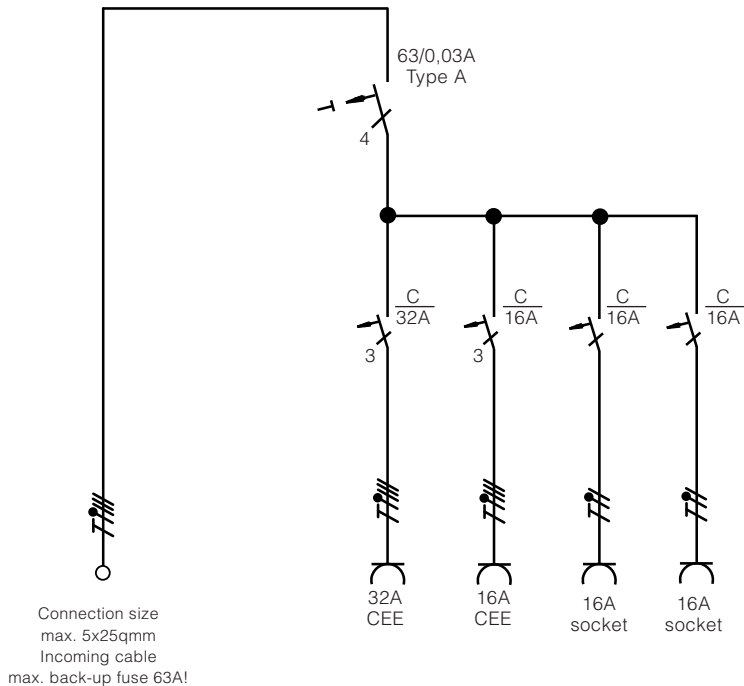 63/0,03A
Type A
4
C
32A
C
16A
C
16A
C
16A
3
3
32A
CEE
16A
CEE
16A
socket
16A
socket
Connection size
max. 5x25qmm
Incoming cable
max. back-up fuse 63A!